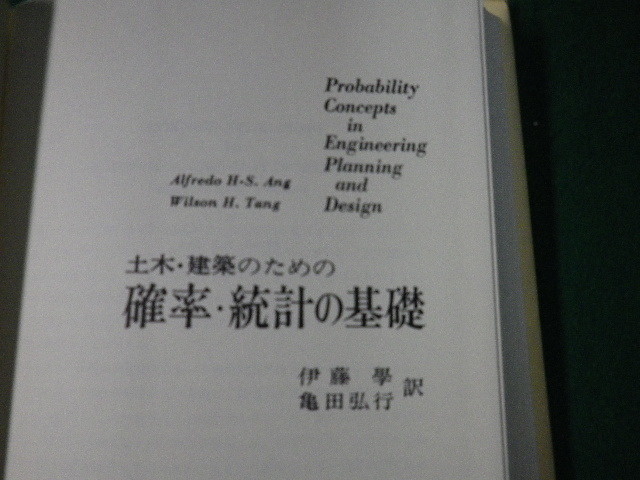 Probability
Concepts
in
Engineering
Planning
and
Design
Alfredo H-S. Ang
Wilson H. Tang
土木・建築のための
確率・統計の基礎
伊藤 學
亀田弘行 訳